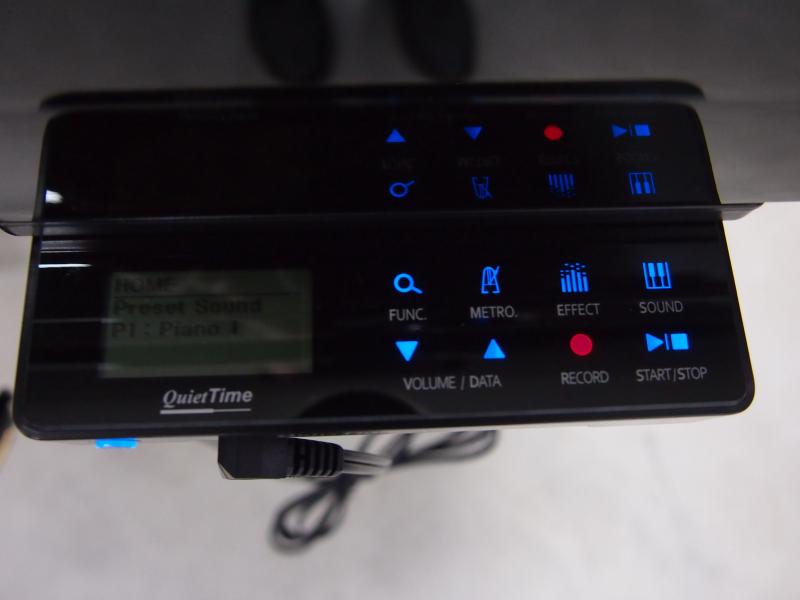 HOME
Preset Sound
P1: Piano 1
QuietTime
FUNC. METRO. EFFECT SOUND
VOLUME / DATA RECORD START/STOP